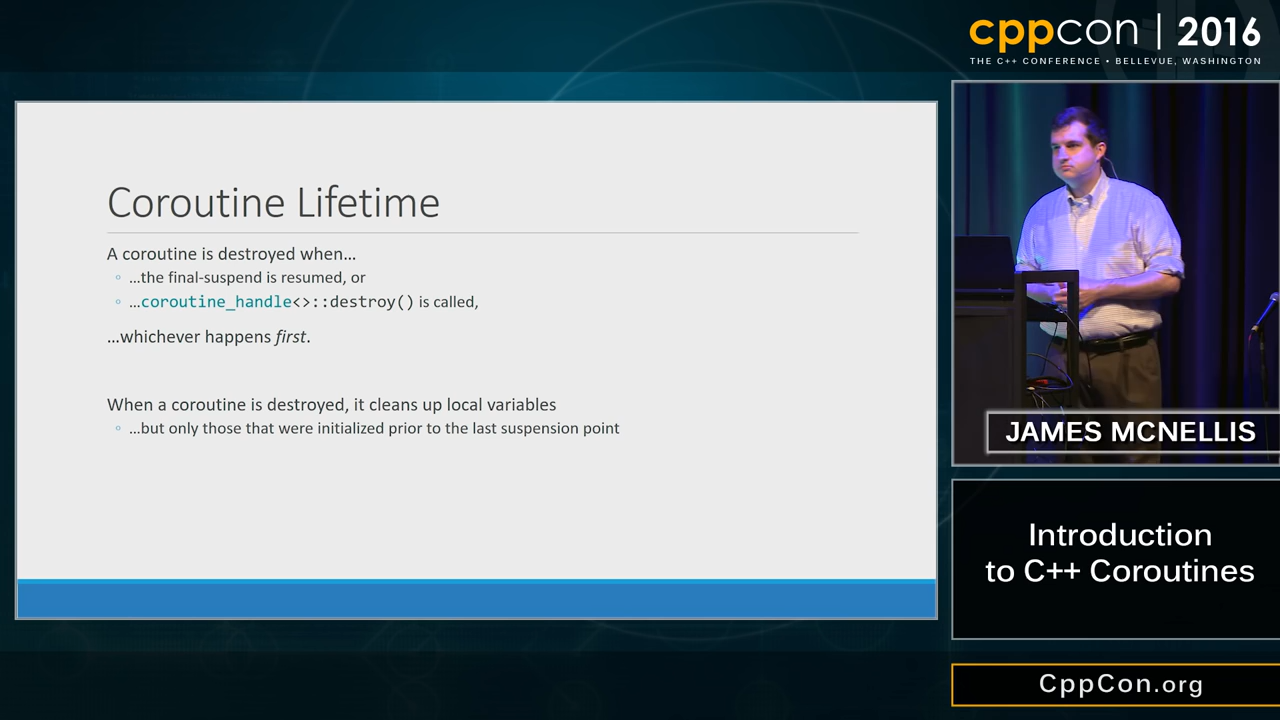 cppcon | 2016
THE C++ CONFERENCE • BELLEVUE, WASHINGTON
Coroutine Lifetime
A coroutine is destroyed when…
◦ …the final-suspend is resumed, or
◦ …coroutine_handle<>::destroy() is called,
…whichever happens first.
When a coroutine is destroyed, it cleans up local variables
◦ …but only those that were initialized prior to the last suspension point
JAMES MCNELLIS
Introduction
to C++ Coroutines
CppCon.org